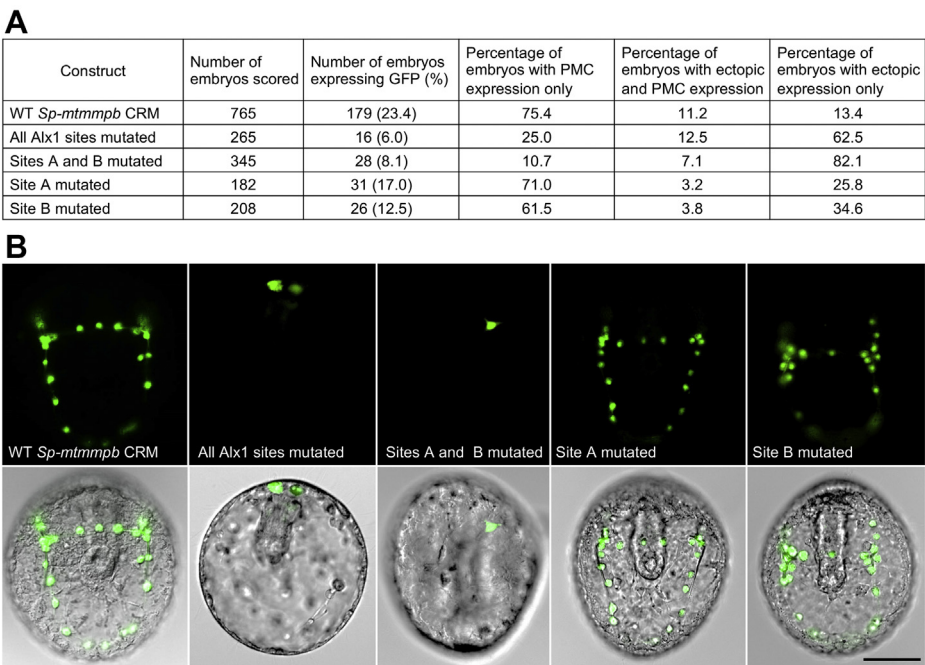 A
Construct
Number of embryos scored
Number of embryos expressing GFP (%)
Percentage of embryos with PMC expression only
Percentage of embryos with ectopic and PMC expression
Percentage of embryos with ectopic expression only
WT Sp-mtmmpb CRM 765 179 (23.4) 75.4 11.2 13.4
All Alx1 sites mutated 265 16 (6.0) 25.0 12.5 62.5
Sites A and B mutated 345 28 (8.1) 10.7 7.1 82.1
Site A mutated 182 31 (17.0) 71.0 3.2 25.8
Site B mutated 208 26 (12.5) 61.5 3.8 34.6
B
WT Sp-mtmmpb CRM
All Alx1 sites mutated
Sites A and B mutated
Site A mutated
Site B mutated